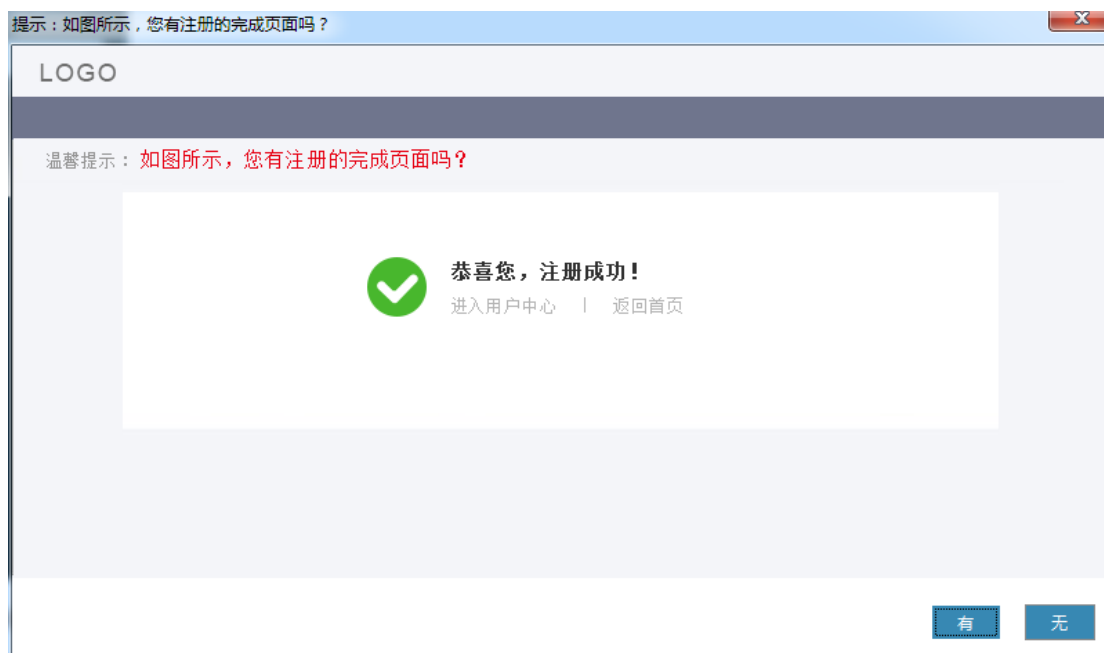 提示:如图所示,您有注册的完成页面吗?
X
LOGO
温馨提示: 如图所示,您有注册的完成页面吗?
恭喜您,注册成功!
进入用户中心 | 返回首页
有 无